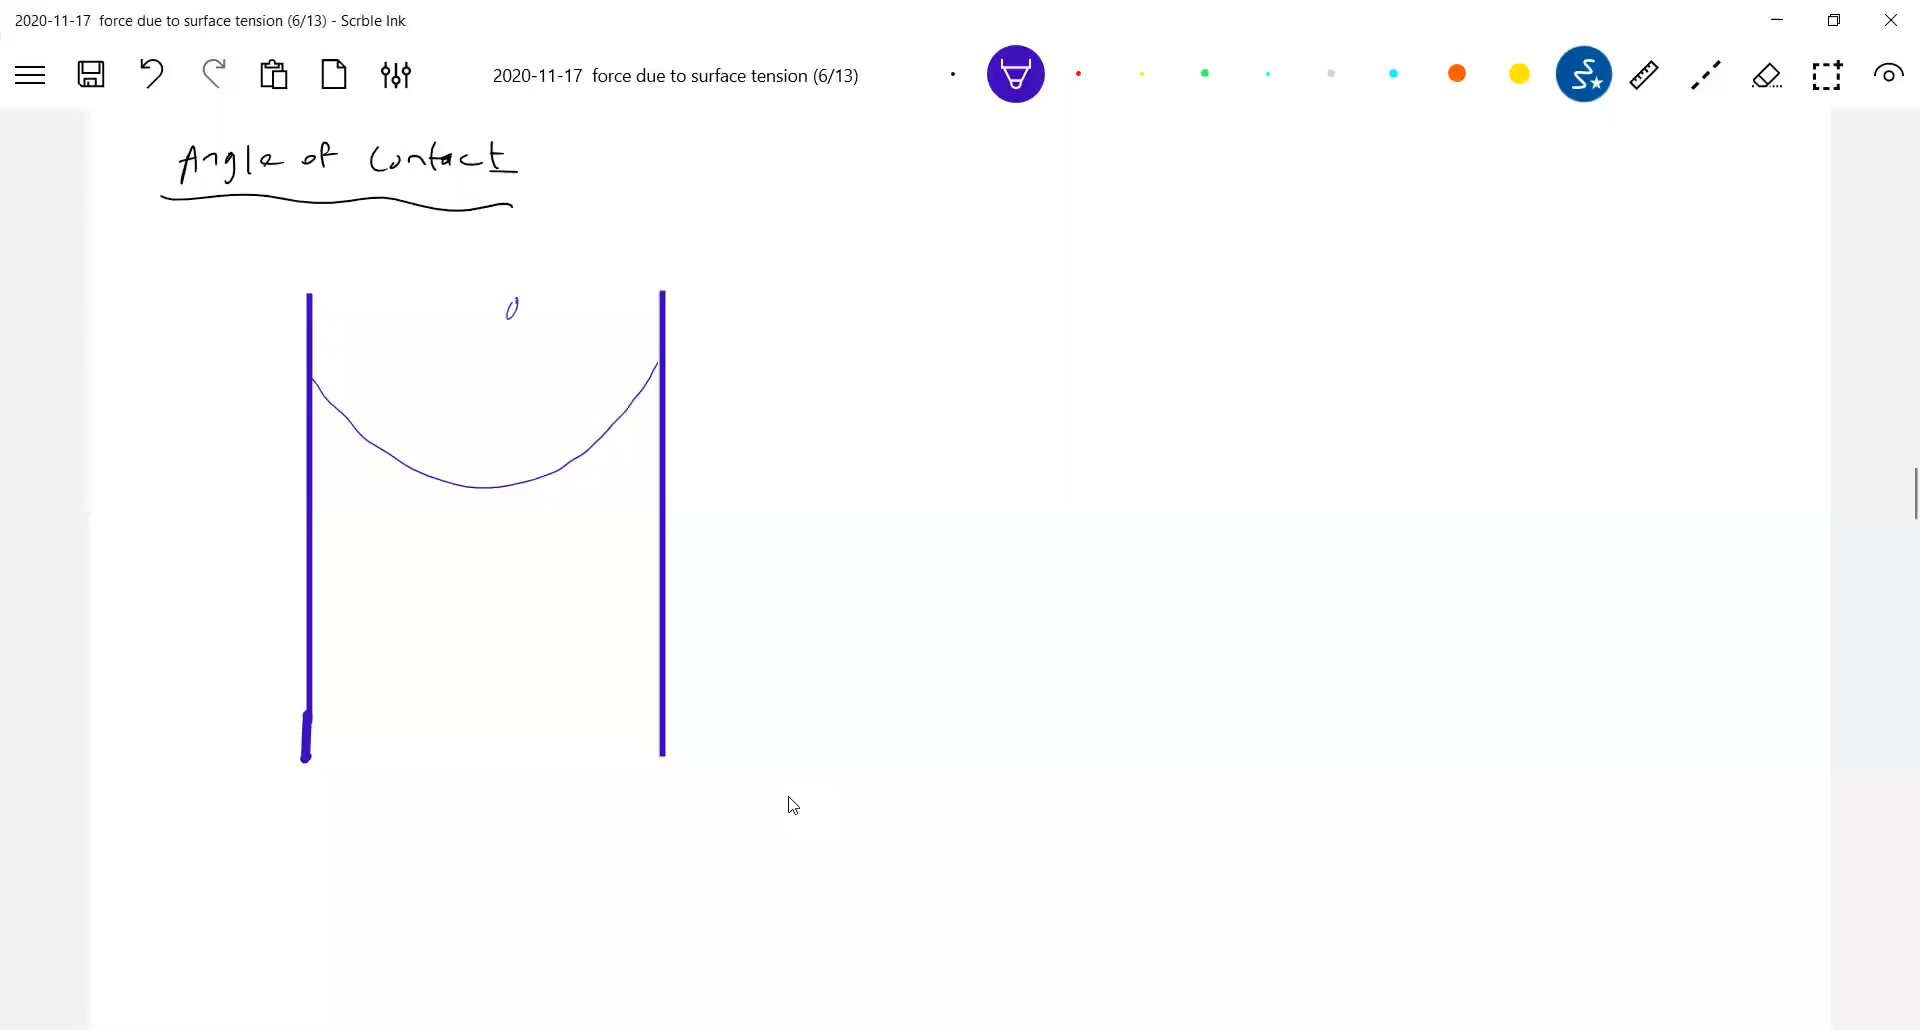 2020-11-17 force due to surface tension (6/13) - Scrble Ink
2020-11-17 force due to surface tension (6/13)
Angle of Contact
0